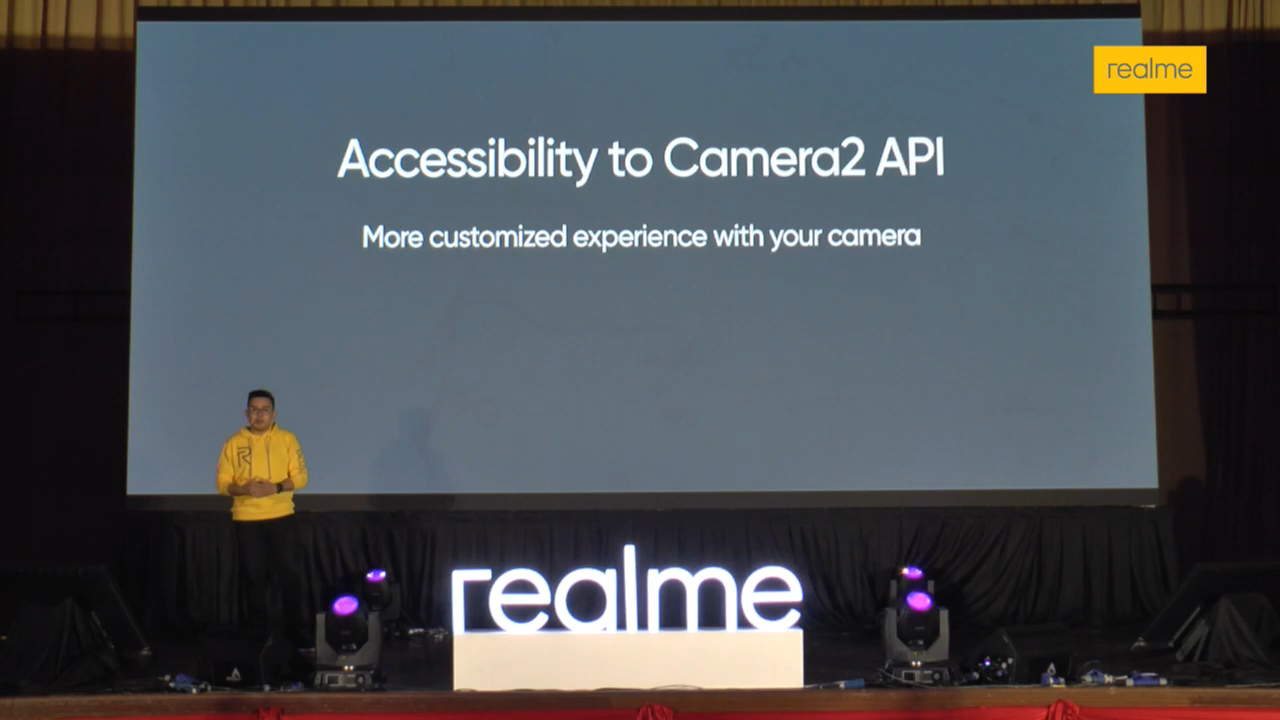 realme
Accessibility to Camera2 API
More customized experience with your camera
R
realme